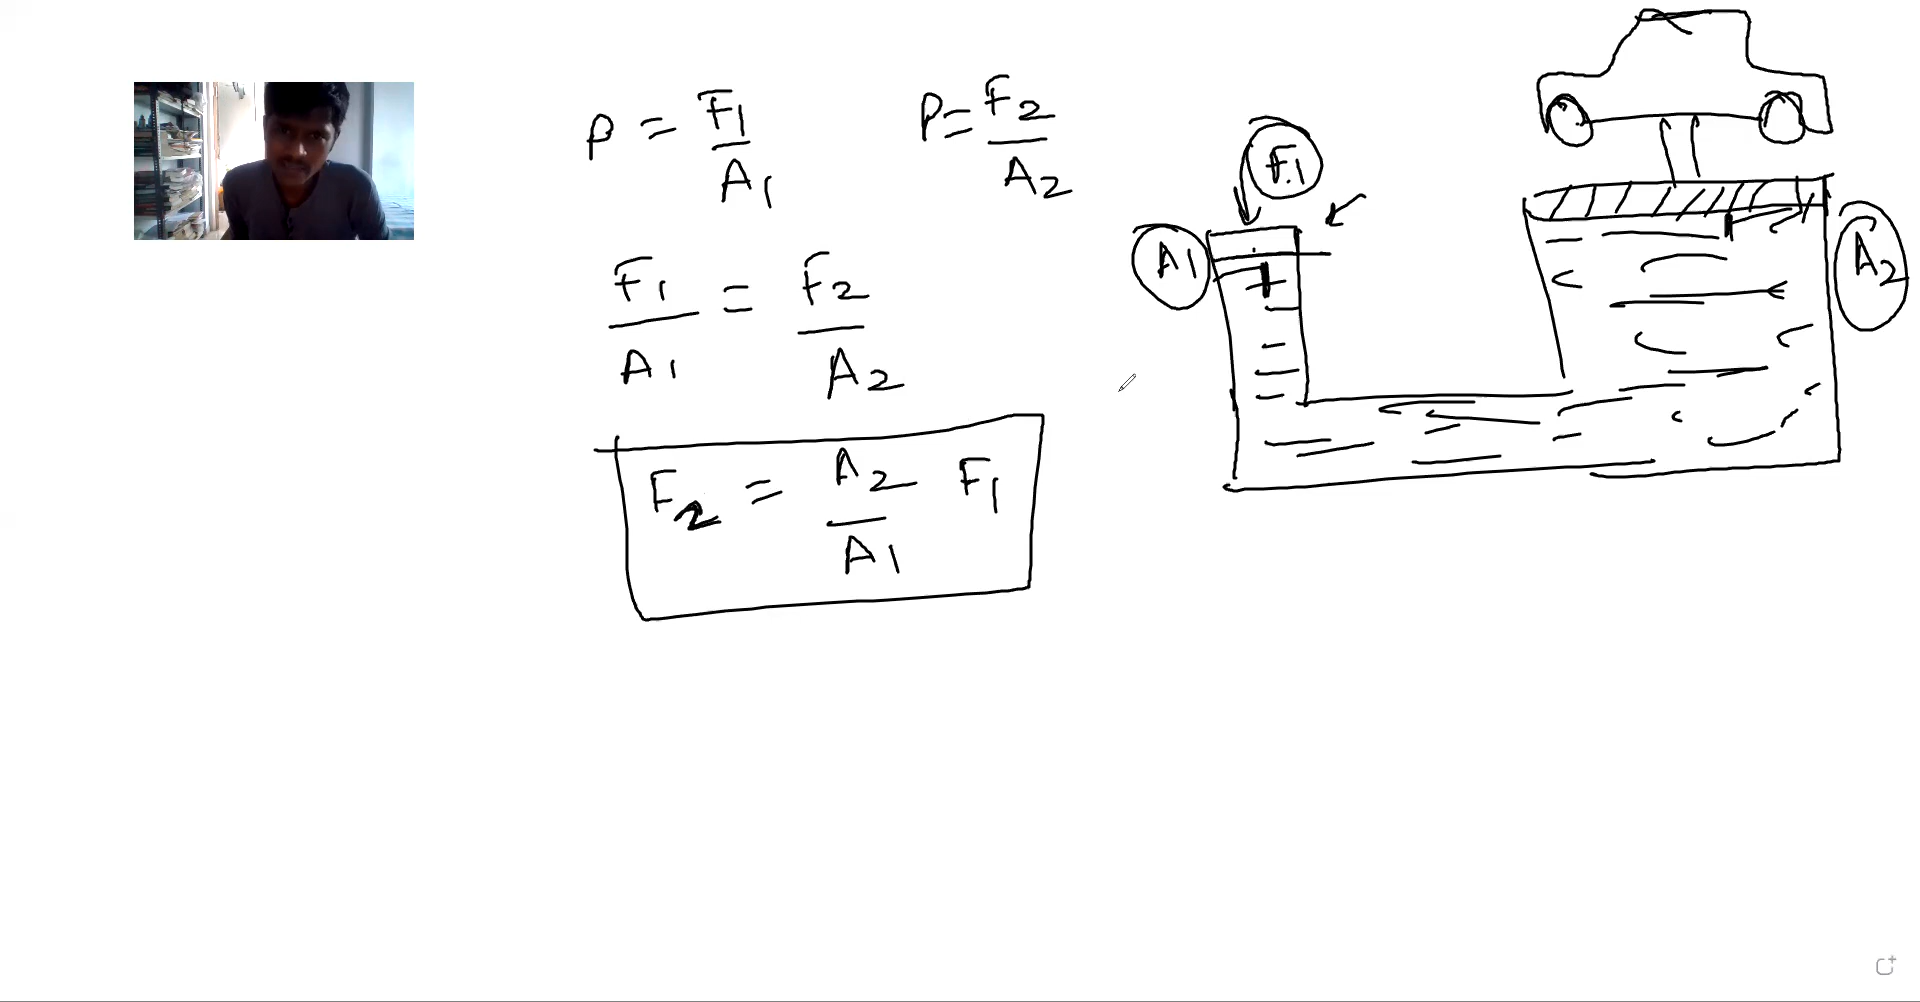 P = F1/A1
P = F2/A2
F1/A1 = F2/A2
F2 = A2/A1 F1
F1
A1
A2